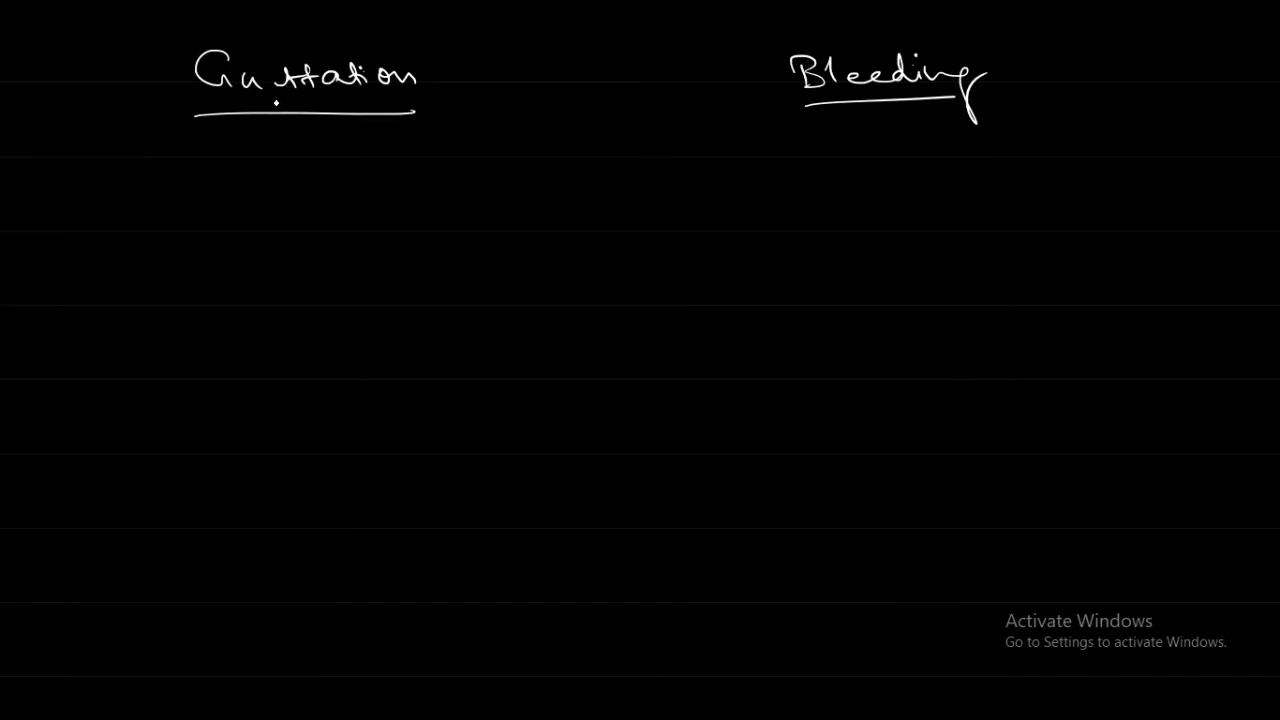 Guttation Bleeding
Activate Windows
Go to Settings to activate Windows.